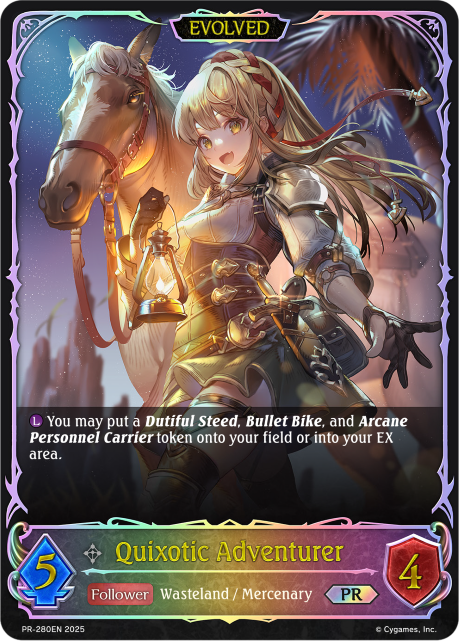 EVOLVED
L You may put a Dutiful Steed, Bullet Bike, and Arcane
Personnel Carrier token onto your field or into your EX
area.
Quixotic Adventurer
5
4
Follower Wasteland / Mercenary PR
PR-280EN 2025 © Cygames, Inc.